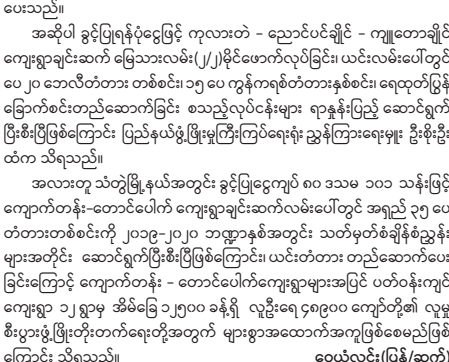 ပေးသည်။
အဆိုပါ ခွင့်ပြုရန်ပုံငွေဖြင့် ကုလားတဲ – ညောင်ပင်ချိုင် – ကျူတောချိုင်
ကျေးရွာချင်းဆက် မြေသားလမ်း(၂/၂)မိုင်ဖောက်လုပ်ခြင်း၊ ယင်းလမ်းပေါ်တွင်
ပေ ၂၀ ဘေလီတံတား တစ်စင်း၊ ၁၅ ပေ ကွန်ကရစ်တံတားနှစ်စင်း၊ ရေထုတ်ပြွန်
ခြောက်စင်းတည်ဆောက်ခြင်း စသည့်လုပ်ငန်းများ ရာနှုန်းပြည့် ဆောင်ရွက်
ပြီးစီးပြီဖြစ်ကြောင်း ပြည်နယ်ဖွံ့ဖြိုးမှုကြီးကြပ်ရေးရုံး ညွှန်ကြားရေးမှူး ဦးစိုးဦး
ထံက သိရသည်။
အလားတူ သံတွဲမြို့နယ်အတွင်း ခွင့်ပြုငွေကျပ် ၈၀ ဒသမ ၁၀၁ သန်းဖြင့်
ကျောက်တန်း–တောင်ပေါက် ကျေးရွာချင်းဆက်လမ်းပေါ်တွင် အရှည် ၃၅ ပေ
တံတားတစ်စင်းကို ၂၀၁၉-၂၀၂၀ ဘဏ္ဍာနှစ်အတွင်း သတ်မှတ်စံချိန်စံညွှန်း
များအတိုင်း ဆောင်ရွက်ပြီးစီးပြီဖြစ်ကြောင်း၊ ယင်းတံတား တည်ဆောက်ပေး
ခြင်းကြောင့် ကျောက်တန်း – တောင်ပေါက်ကျေးရွာများအပြင် ပတ်ဝန်းကျင်
ကျေးရွာ ၁၂ ရွာမှ အိမ်ခြေ ၁၂၅၀၀ ခန့်ရှိ လူဦးရေ ၄၈၉၀၀ ကျော်တို့၏ လူမှု
စီးပွားဖွံ့ဖြိုးတိုးတက်ရေးတို့အတွက် များစွာအထောက်အကူဖြစ်စေမည်ဖြစ်
ကြောင်း သိရသည်။ ဝေယံလင်း(ပြန်/ဆက်)